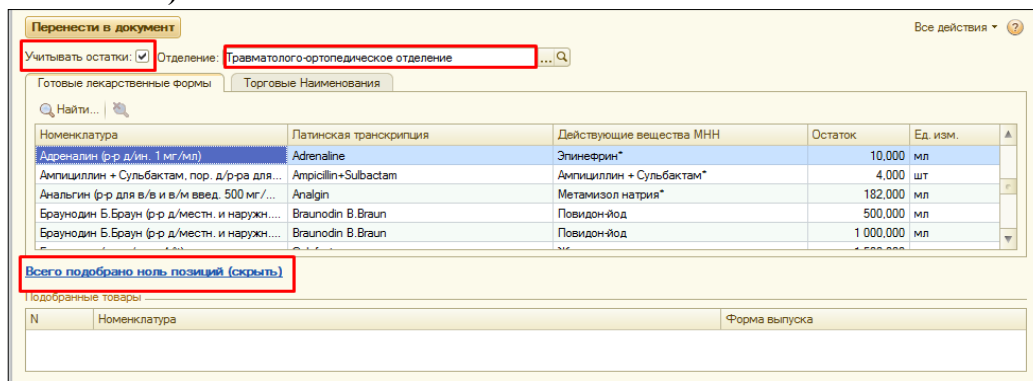 )
Перенести в документ Все действия ?
Учитывать остатки: Отделение: Травматолого-ортопедическое отделение ...
Готовые лекарственные формы Торговые Наименования
Найти...
Номенклатура Латинская транскрипция Действующие вещества МНН Остаток Ед. изм.
Адреналин (р-р д/ин. 1 мг/мл) Adrenaline Эпинефрин* 10,000 мл
Ампициллин + Сульбактам, пор. д/р-ра для... Ampicillin+Sulbactam Ампициллин + Сульбактам* 4,000 шт
Анальгин (р-р для в/в и в/м введ. 500 мг/... Analgin Метамизол натрия* 182,000 мл
Браунодин Б.Браун (р-р д/местн. и наружн.... Braunodin B.Braun Повидон-йод 500,000 мл
Браунодин Б.Браун (р-р д/местн. и наружн.... Braunodin B.Braun Повидон-йод 1 000,000 мл
Всего подобрано ноль позиций (скрыть)
Подобранные товары
N Номенклатура Форма выпуска